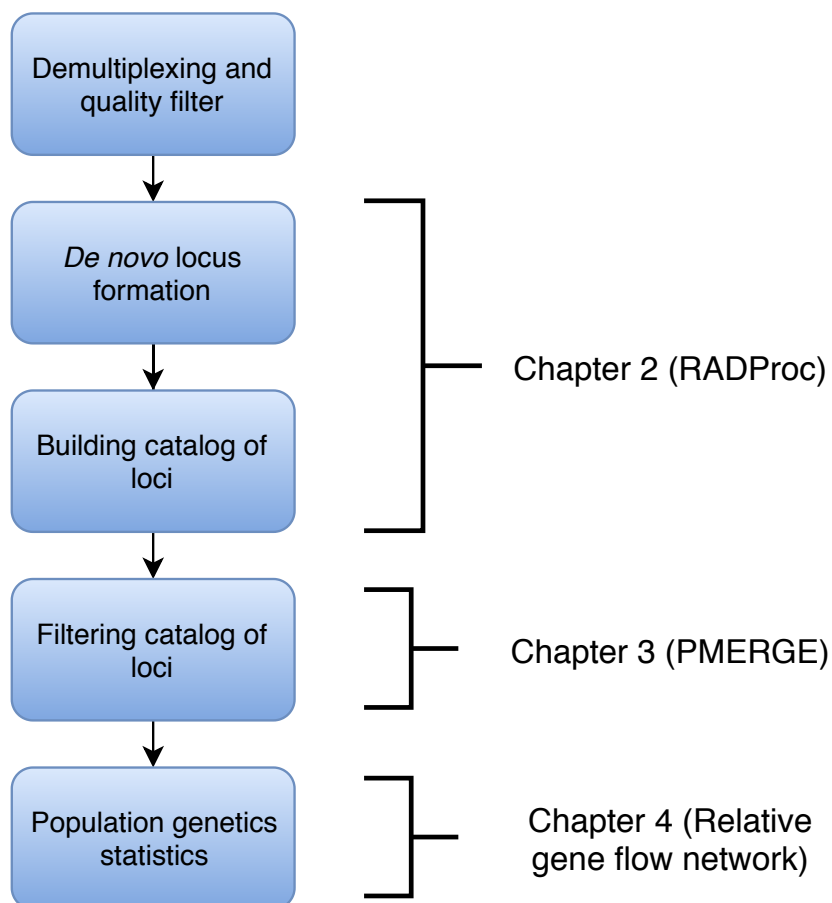 Demultiplexing and
quality filter
De novo locus
formation
Chapter 2 (RADProc)
Building catalog of
loci
Filtering catalog of
loci
Chapter 3 (PMERGE)
Population genetics
statistics
Chapter 4 (Relative
gene flow network)